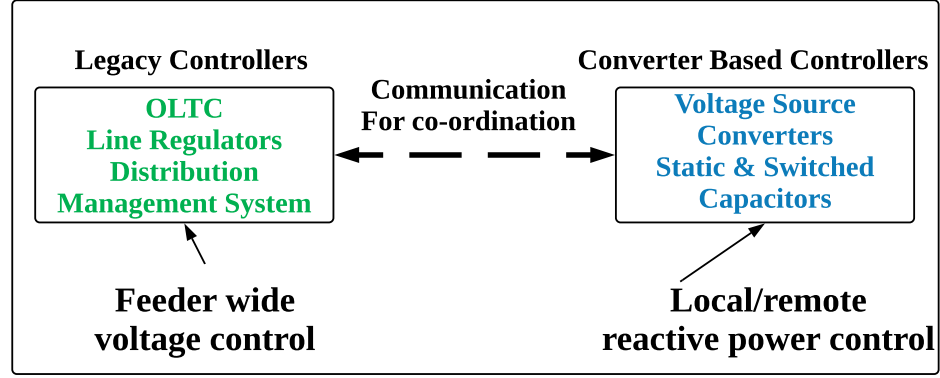 Legacy Controllers
Converter Based Controllers
OLTC
Line Regulators
Distribution
Management System
Communication
For co-ordination
Voltage Source
Converters
Static & Switched
Capacitors
Feeder wide
voltage control
Local/remote
reactive power control